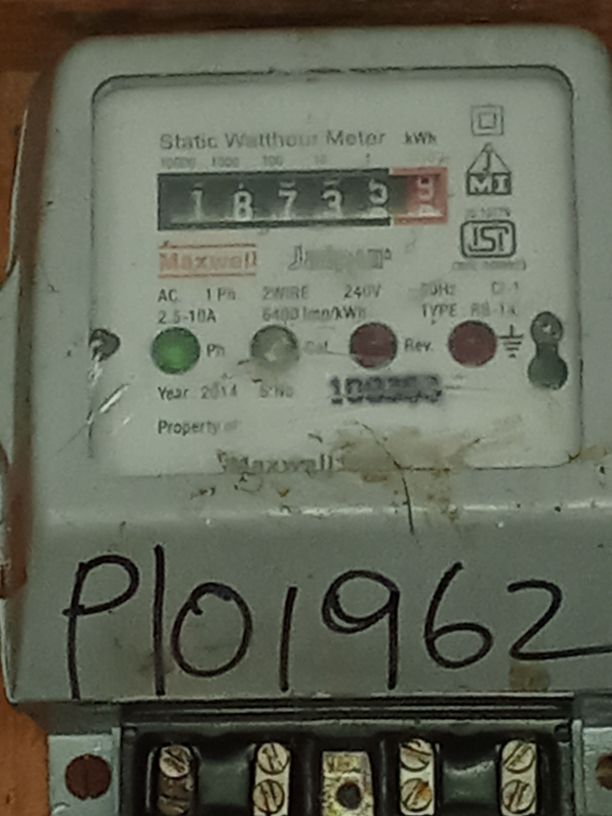 Static Watthour Meter kWh
10000 1000 100 10 1
1 8 7 3 5 9
MI
ISI
Maxwell
AC 1 Ph 2WIRE 240V 50Hz Cl-1
2.5-10A 6400 Imp/kWh TYPE
Ph Cal Rev.
Year 2014 S.No
Property of
Maxwell
P101962